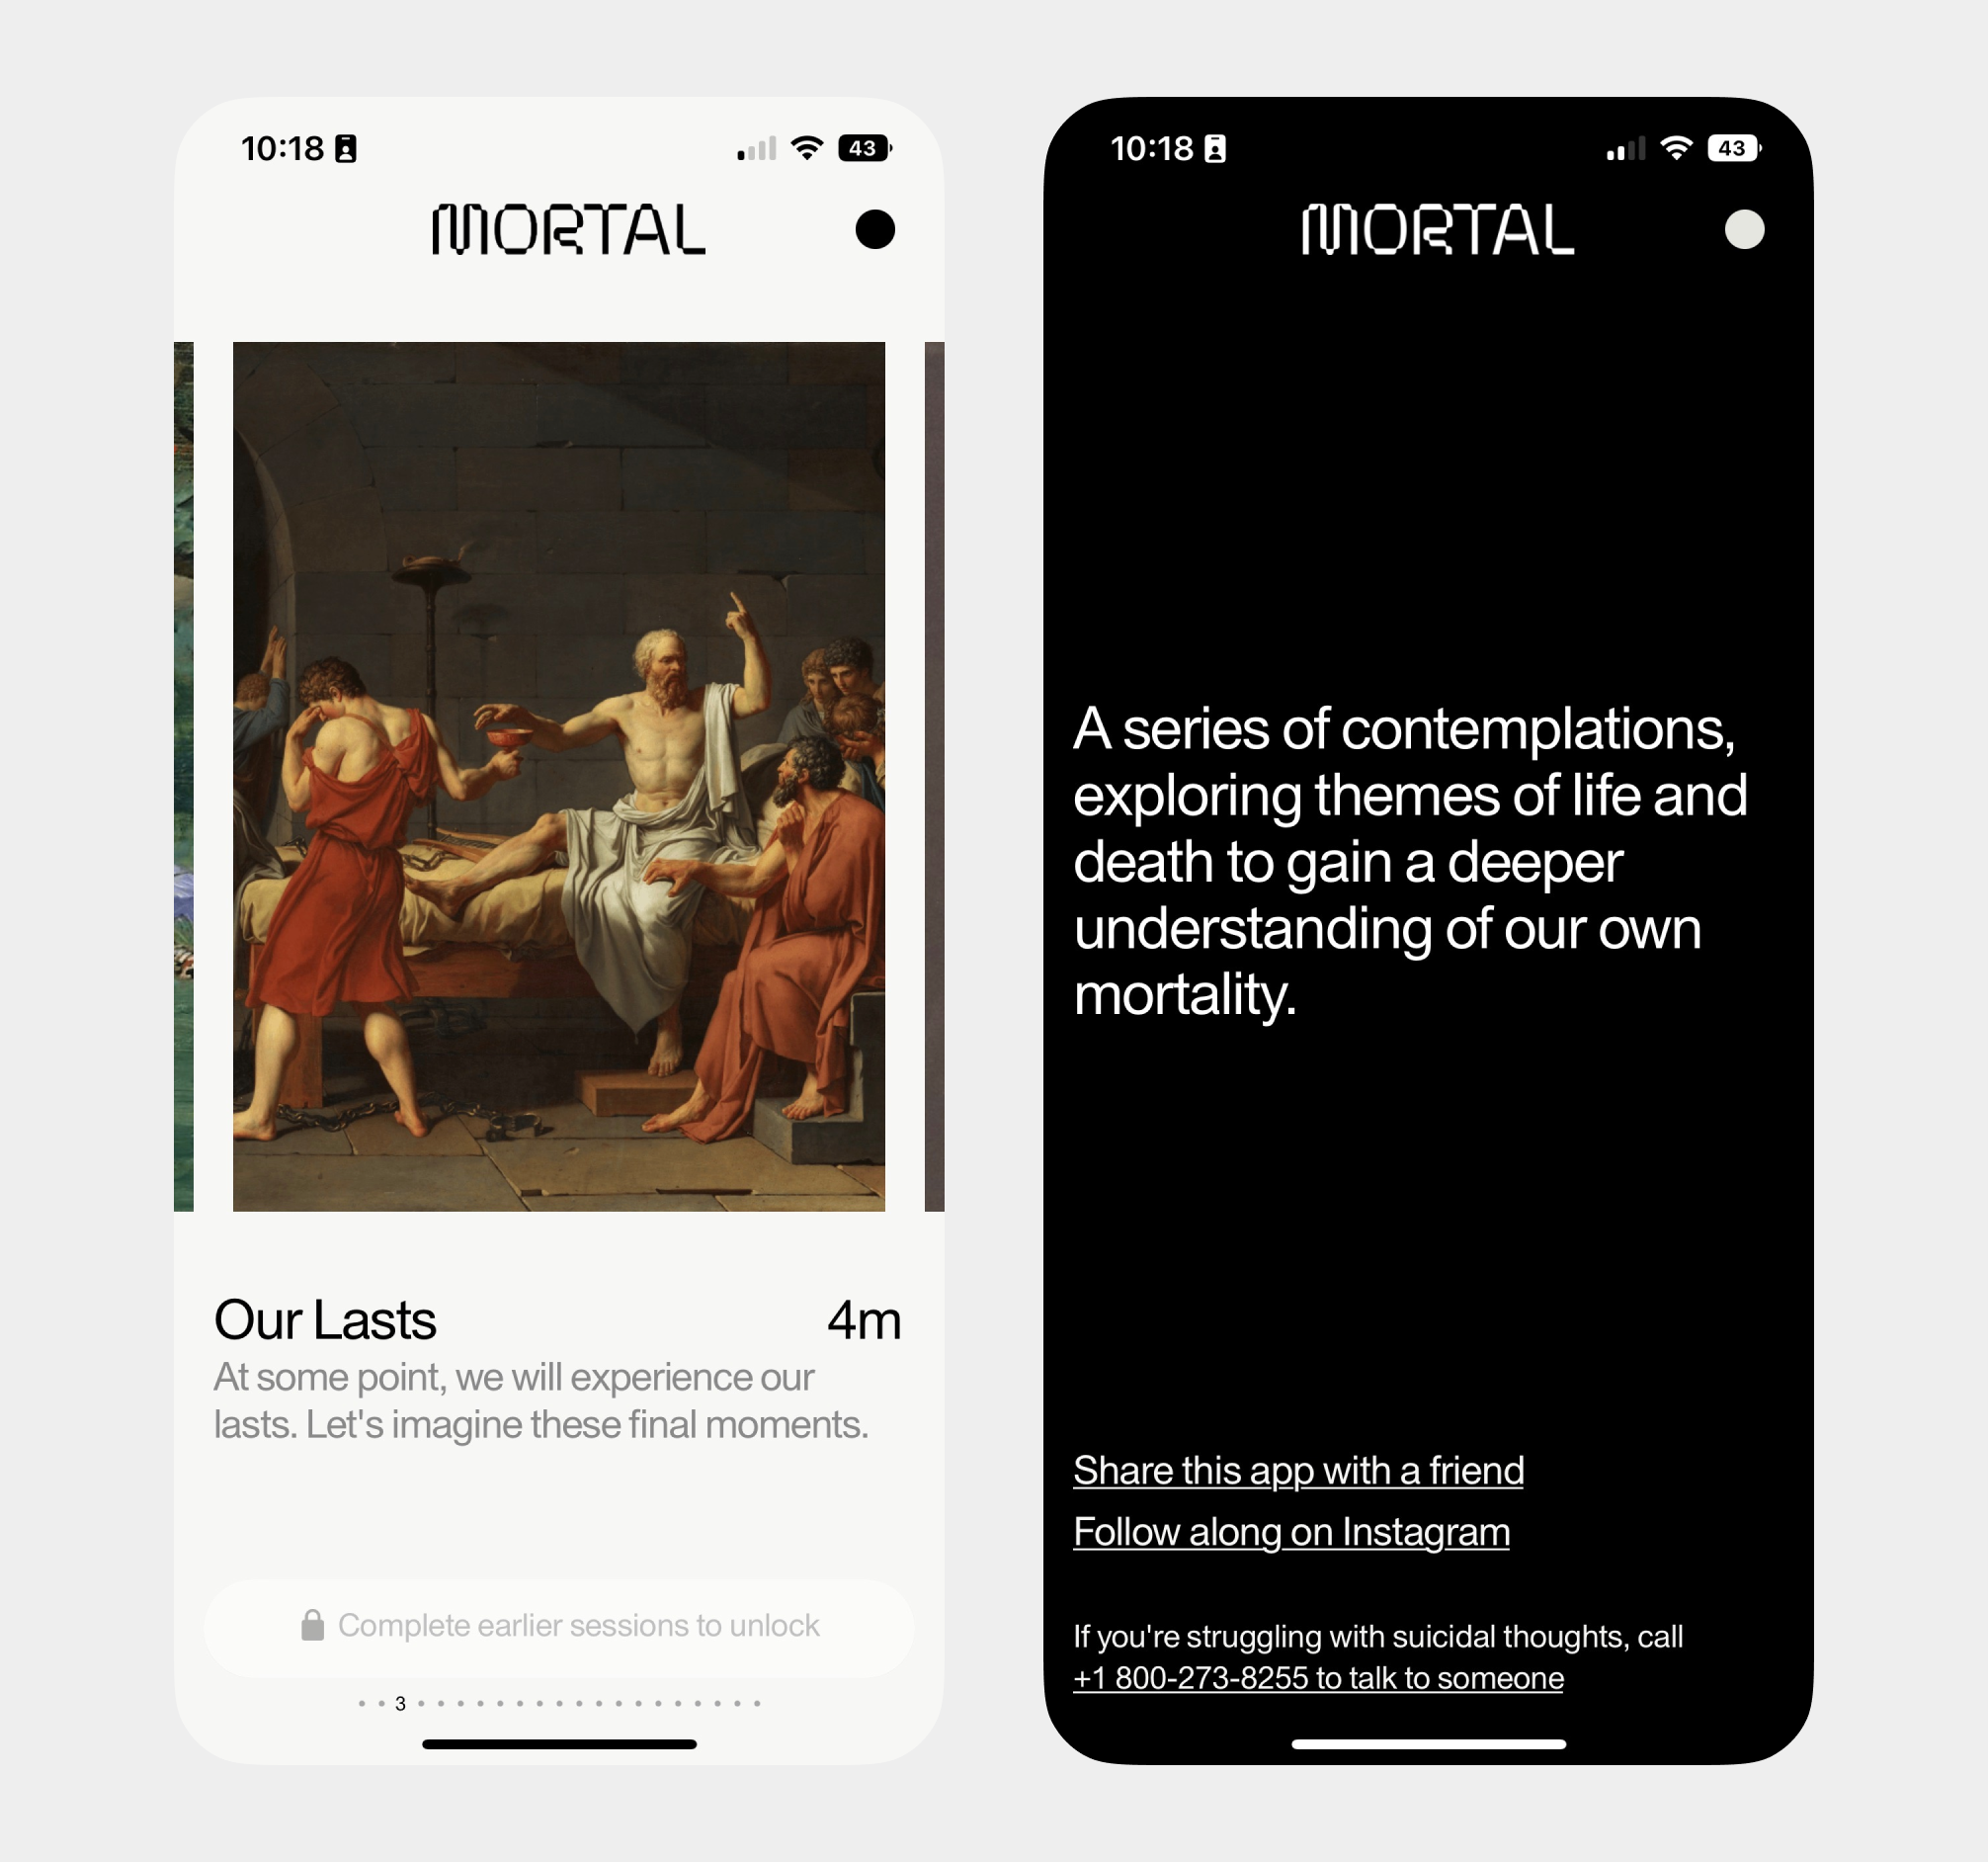 10:18
43
MORTAL
Our Lasts
4m
At some point, we will experience our
lasts. Let's imagine these final moments.
Complete earlier sessions to unlock
3
10:18
43
MORTAL
A series of contemplations,
exploring themes of life and
death to gain a deeper
understanding of our own
mortality.
Share this app with a friend
Follow along on Instagram
If you're struggling with suicidal thoughts, call
+1 800-273-8255 to talk to someone